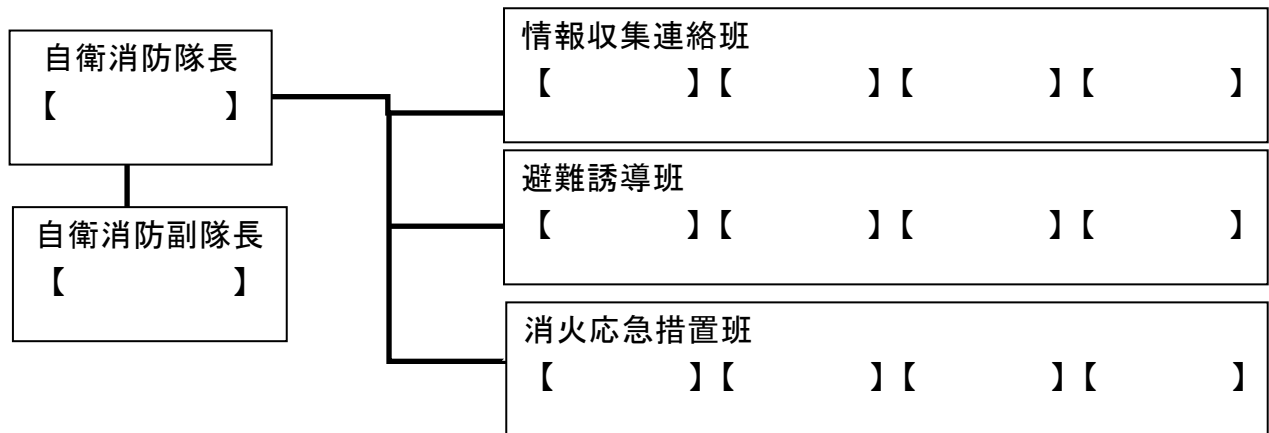 自衛消防隊長
【　　　　】
自衛消防副隊長
【　　　　】
情報収集連絡班
【　　　　】【　　　　】【　　　　】【　　　　】
避難誘導班
【　　　　】【　　　　】【　　　　】【　　　　】
消火応急措置班
【　　　　】【　　　　】【　　　　】【　　　　】